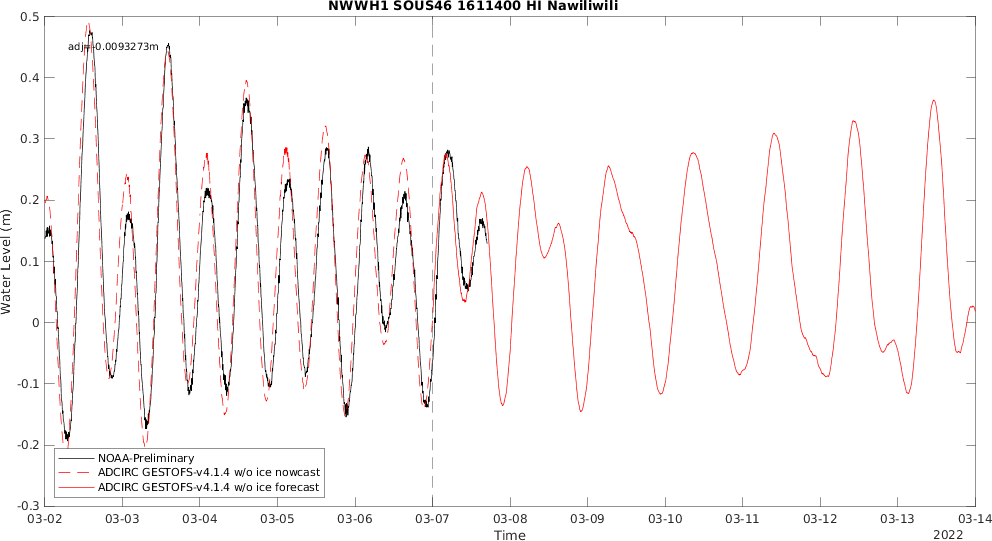 NWWH1 SOUS46 1611400 HI Nawiliwili
adj=-0.0093273m
0.5
0.4
0.3
0.2
0.1
0
-0.1
-0.2
-0.3
Water Level (m)
NOAA-Preliminary
ADCIRC GESTOFS-v4.1.4 w/o ice nowcast
ADCIRC GESTOFS-v4.1.4 w/o ice forecast
03-02 03-03 03-04 03-05 03-06 03-07 03-08 03-09 03-10 03-11 03-12 03-13 03-14
Time
2022